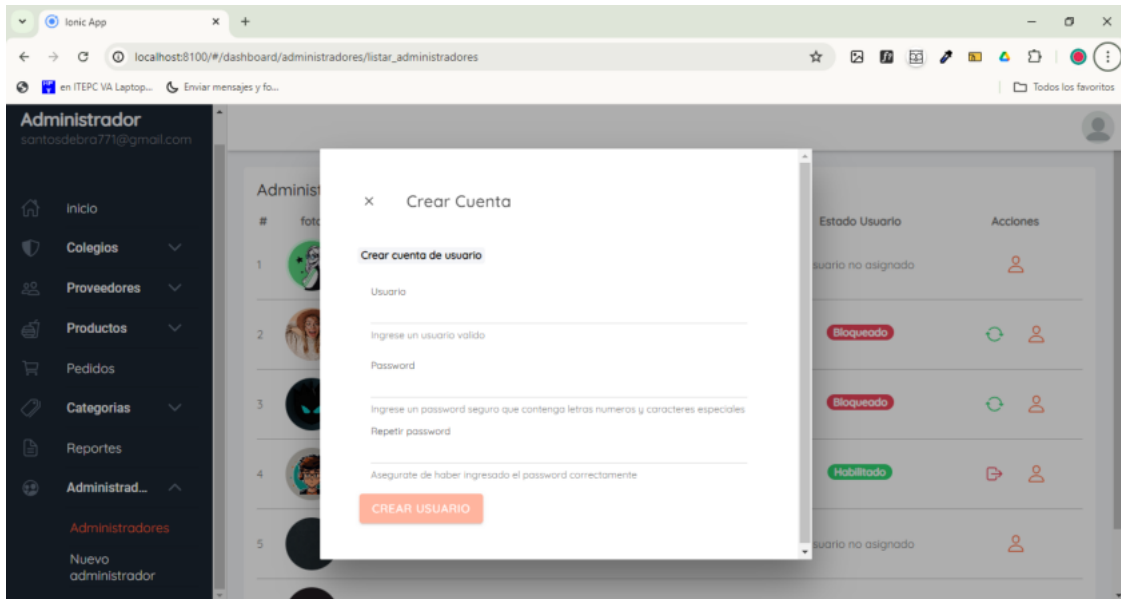 Ionic App
localhost:8100/#/dashboard/administradores/listar_administradores
en ITEPC VA Laptop... Enviar mensajes y fo... Todos los favoritos
Administrador
santosdebra771@gmail.com
inicio
Colegios
Proveedores
Productos
Pedidos
Categorias
Reportes
Administrad...
Administradores
Nuevo
administrador
Administ
# foto Estado Usuario Acciones
1 suario no asignado
2 Bloqueado
3 Bloqueado
4 Habilitado
5 suario no asignado
× Crear Cuenta
Crear cuenta de usuario
Usuario
Ingrese un usuario valido
Password
Ingrese un password seguro que contenga letras numeros y caracteres especiales
Repetir password
Asegurate de haber ingresado el password correctamente
CREAR USUARIO